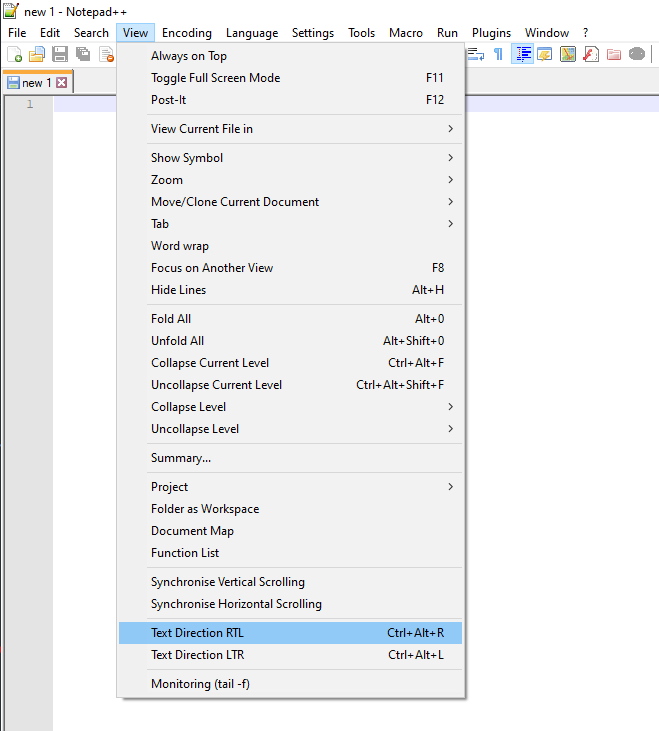 new 1 - Notepad++
File Edit Search View Encoding Language Settings Tools Macro Run Plugins Window ?
new 1
1
Always on Top
Toggle Full Screen Mode F11
Post-It F12
View Current File in
Show Symbol
Zoom
Move/Clone Current Document
Tab
Word wrap
Focus on Another View F8
Hide Lines Alt+H
Fold All Alt+0
Unfold All Alt+Shift+0
Collapse Current Level Ctrl+Alt+F
Uncollapse Current Level Ctrl+Alt+Shift+F
Collapse Level
Uncollapse Level
Summary...
Project
Folder as Workspace
Document Map
Function List
Synchronise Vertical Scrolling
Synchronise Horizontal Scrolling
Text Direction RTL Ctrl+Alt+R
Text Direction LTR Ctrl+Alt+L
Monitoring (tail -f)